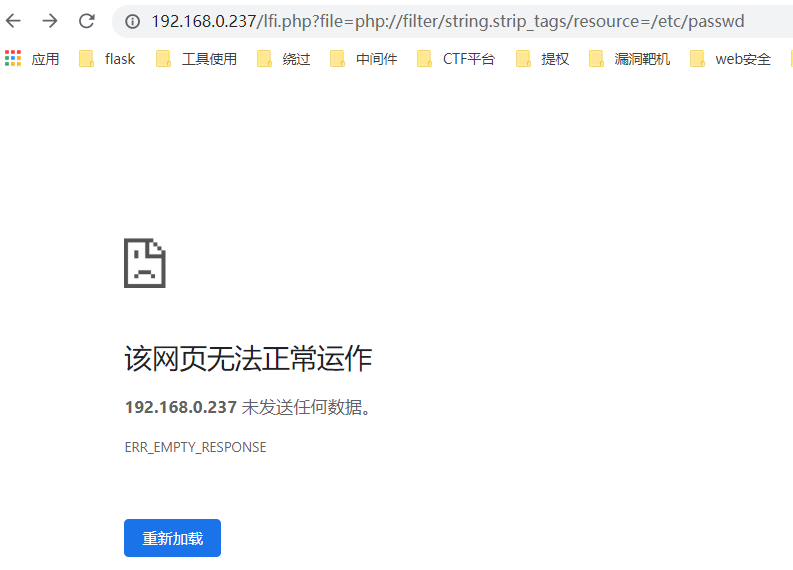 192.168.0.237/lfi.php?file=php://filter/string.strip_tags/resource=/etc/passwd
应用 flask 工具使用 绕过 中间件 CTF平台 提权 漏洞靶机 web安全
该网页无法正常运作
192.168.0.237 未发送任何数据。
ERR_EMPTY_RESPONSE
重新加载